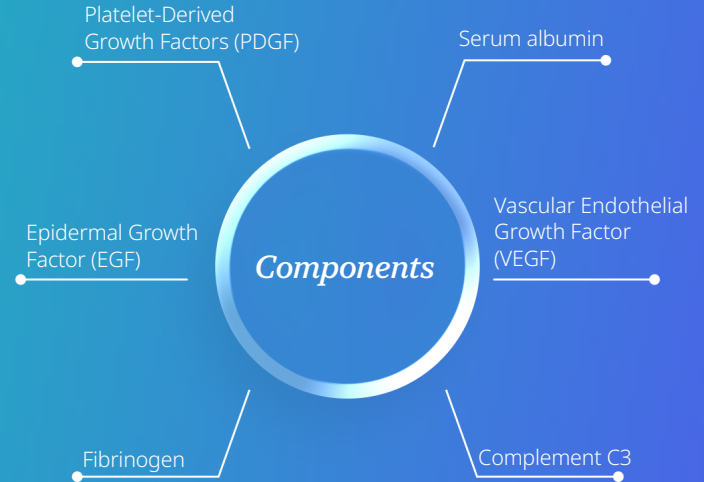 Platelet-Derived
Growth Factors (PDGF)
Serum albumin
Epidermal Growth
Factor (EGF)
Components
Vascular Endothelial
Growth Factor
(VEGF)
Fibrinogen
Complement C3